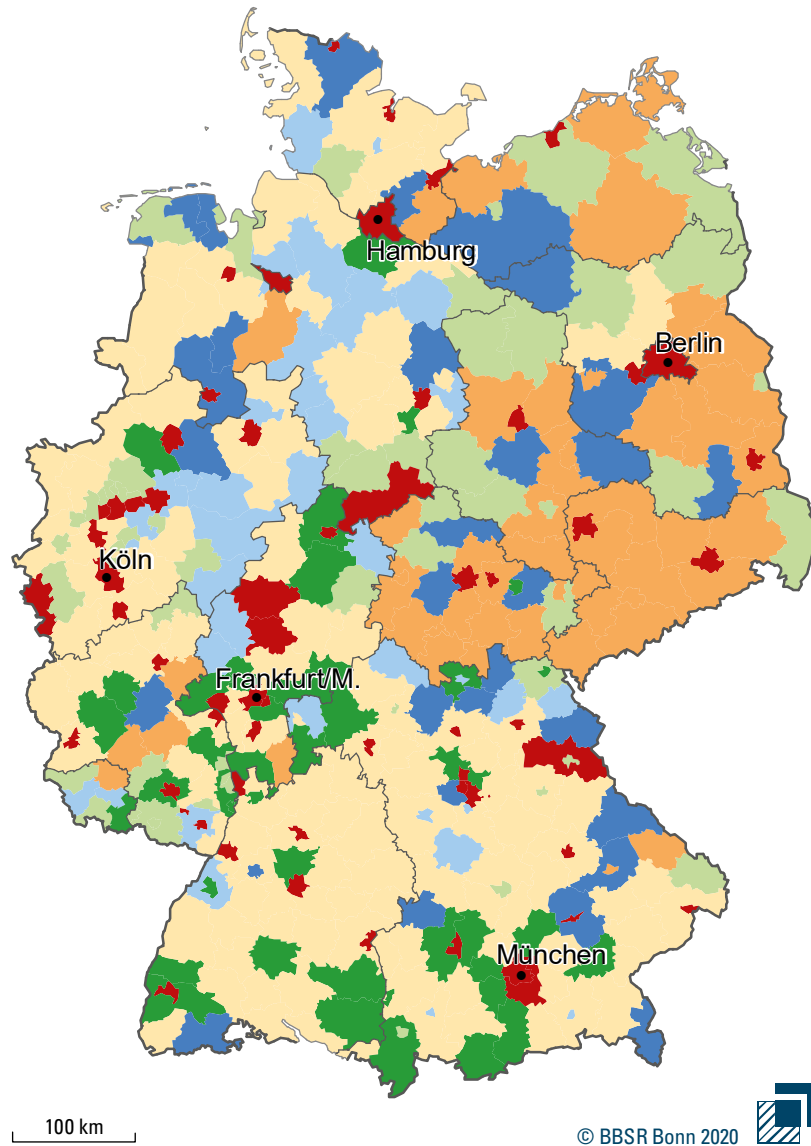 Hamburg
Berlin
Köln
Frankfurt/M.
München
100 km
© BBSR Bonn 2020